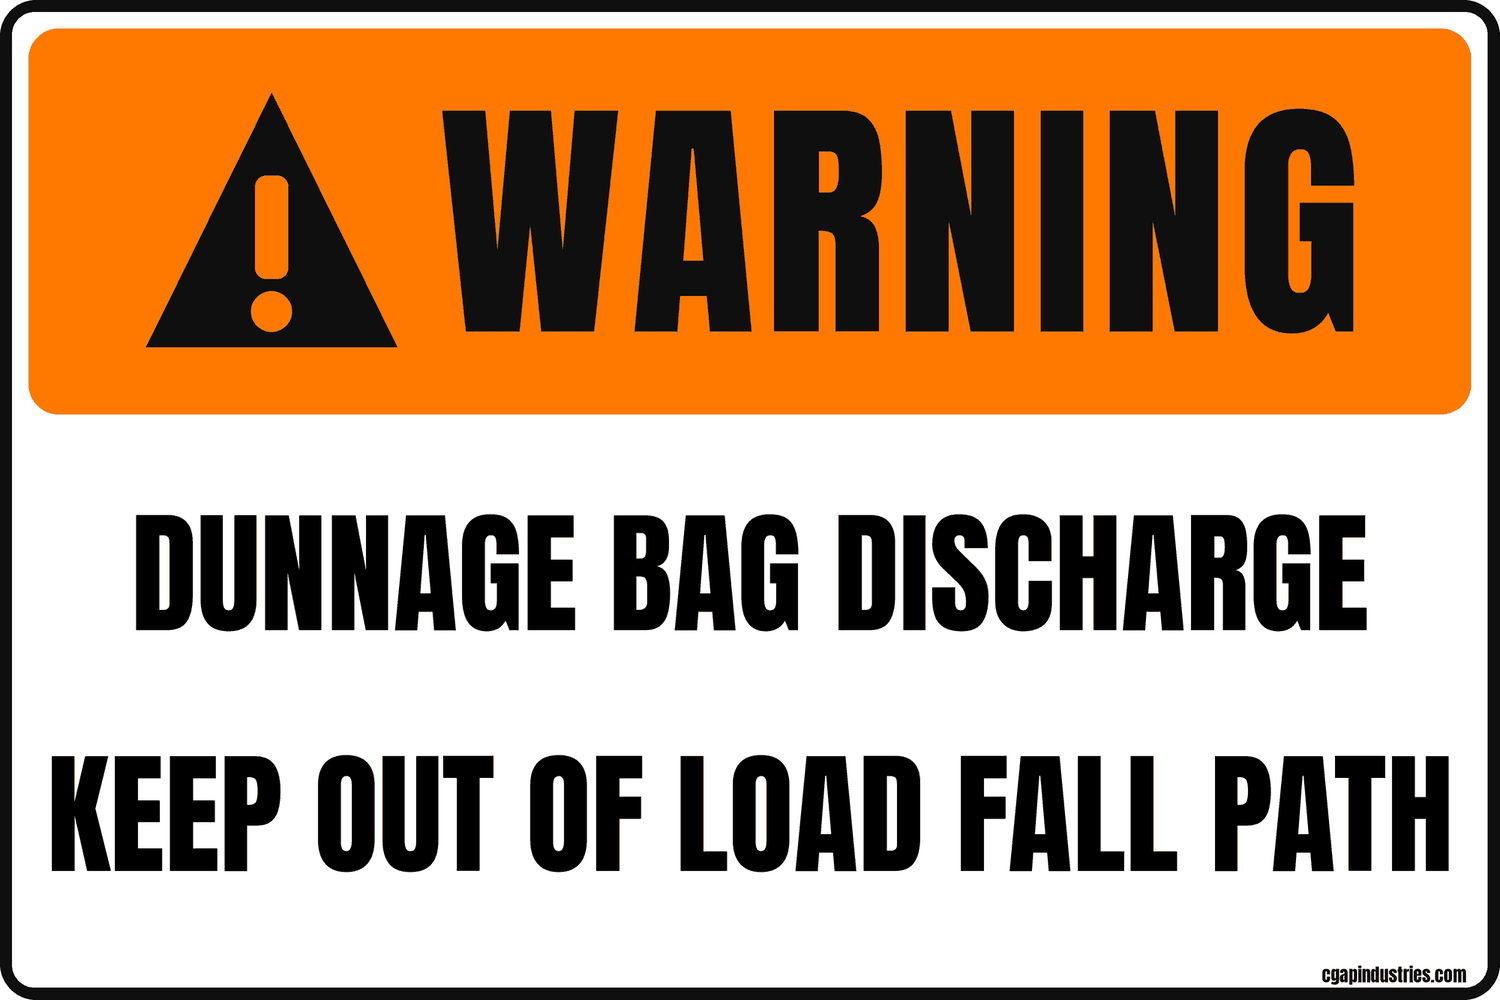 WARNING
DUNNAGE BAG DISCHARGE
KEEP OUT OF LOAD FALL PATH
cgapindustries.com